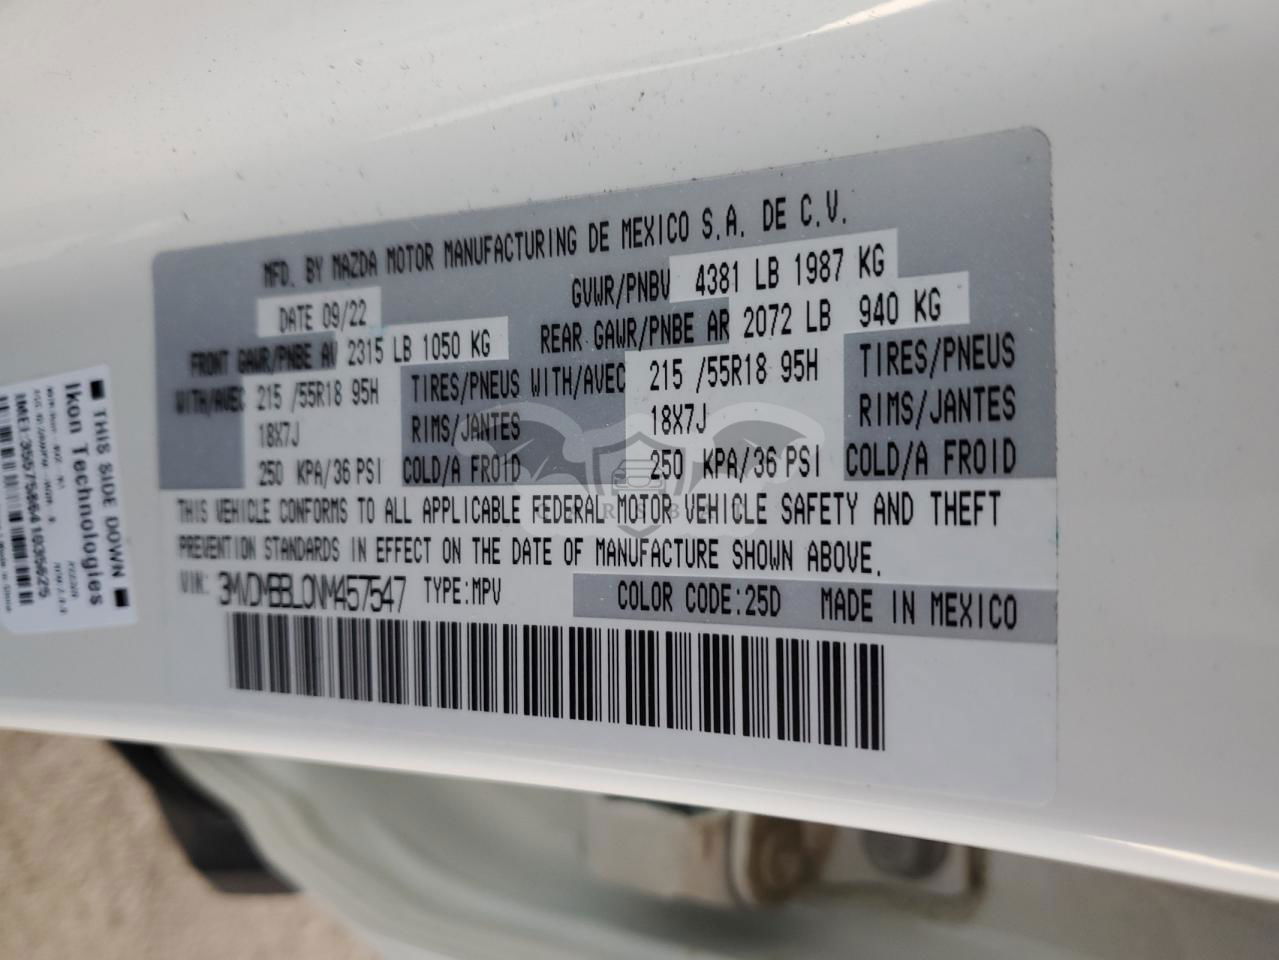 MFD. BY MAZDA MOTOR MANUFACTURING DE MEXICO S.A. DE C.V.
DATE 09/22 GVWR/PNBV 4381 LB 1987 KG
FRONT GAWR/PNBE AV 2315 LB 1050 KG REAR GAWR/PNBE AR 2072 LB 940 KG
WITH/AVEC 215 /55R18 95H TIRES/PNEUS WITH/AVEC 215 /55R18 95H TIRES/PNEUS
18X7J RIMS/JANTES 18X7J RIMS/JANTES
250 KPA/36 PSI COLD/A FROID 250 KPA/36 PSI COLD/A FROID
THIS VEHICLE CONFORMS TO ALL APPLICABLE FEDERAL MOTOR VEHICLE SAFETY AND THEFT
PREVENTION STANDARDS IN EFFECT ON THE DATE OF MANUFACTURE SHOWN ABOVE.
VIN: 3MVDMBBL0NM457547 TYPE:MPV COLOR CODE:25D MADE IN MEXICO
THIS SIDE DOWN
Ikon Technologies
IMEI:355758664103562
CARSBAT